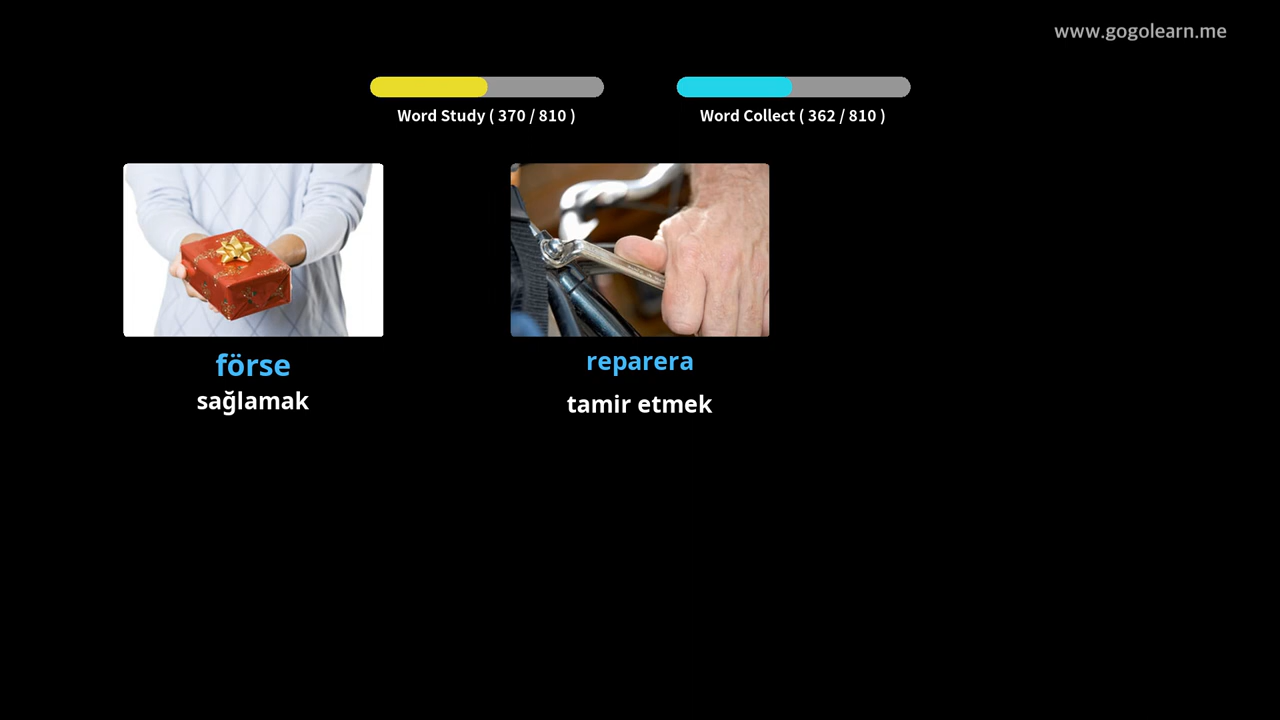 www.gogolearn.me
Word Study ( 370 / 810 )
Word Collect ( 362 / 810 )
förse
sağlamak
reparera
tamir etmek